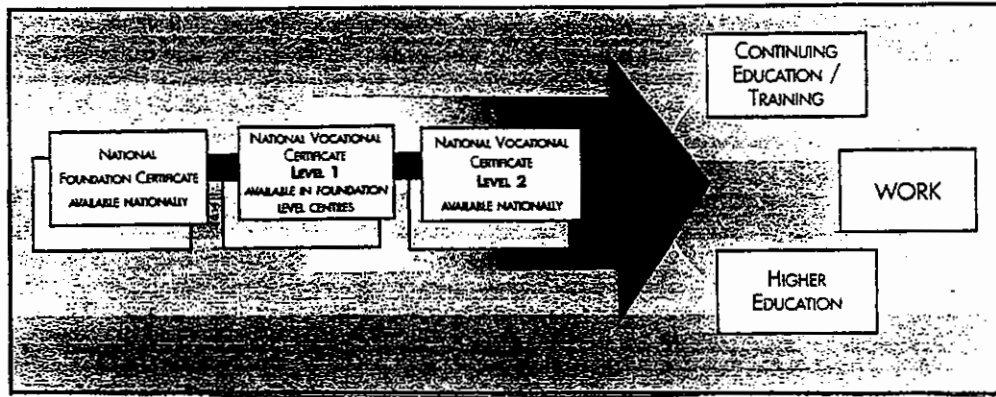 NATIONAL
FOUNDATION CERTIFICATE
AVAILABLE NATIONALLY
NATIONAL VOCATIONAL
CERTIFICATE
LEVEL 1
AVAILABLE IN FOUNDATION
LEVEL CENTRES
NATIONAL VOCATIONAL
CERTIFICATE
LEVEL 2
AVAILABLE NATIONALLY
CONTINUING
EDUCATION /
TRAINING
WORK
HIGHER
EDUCATION